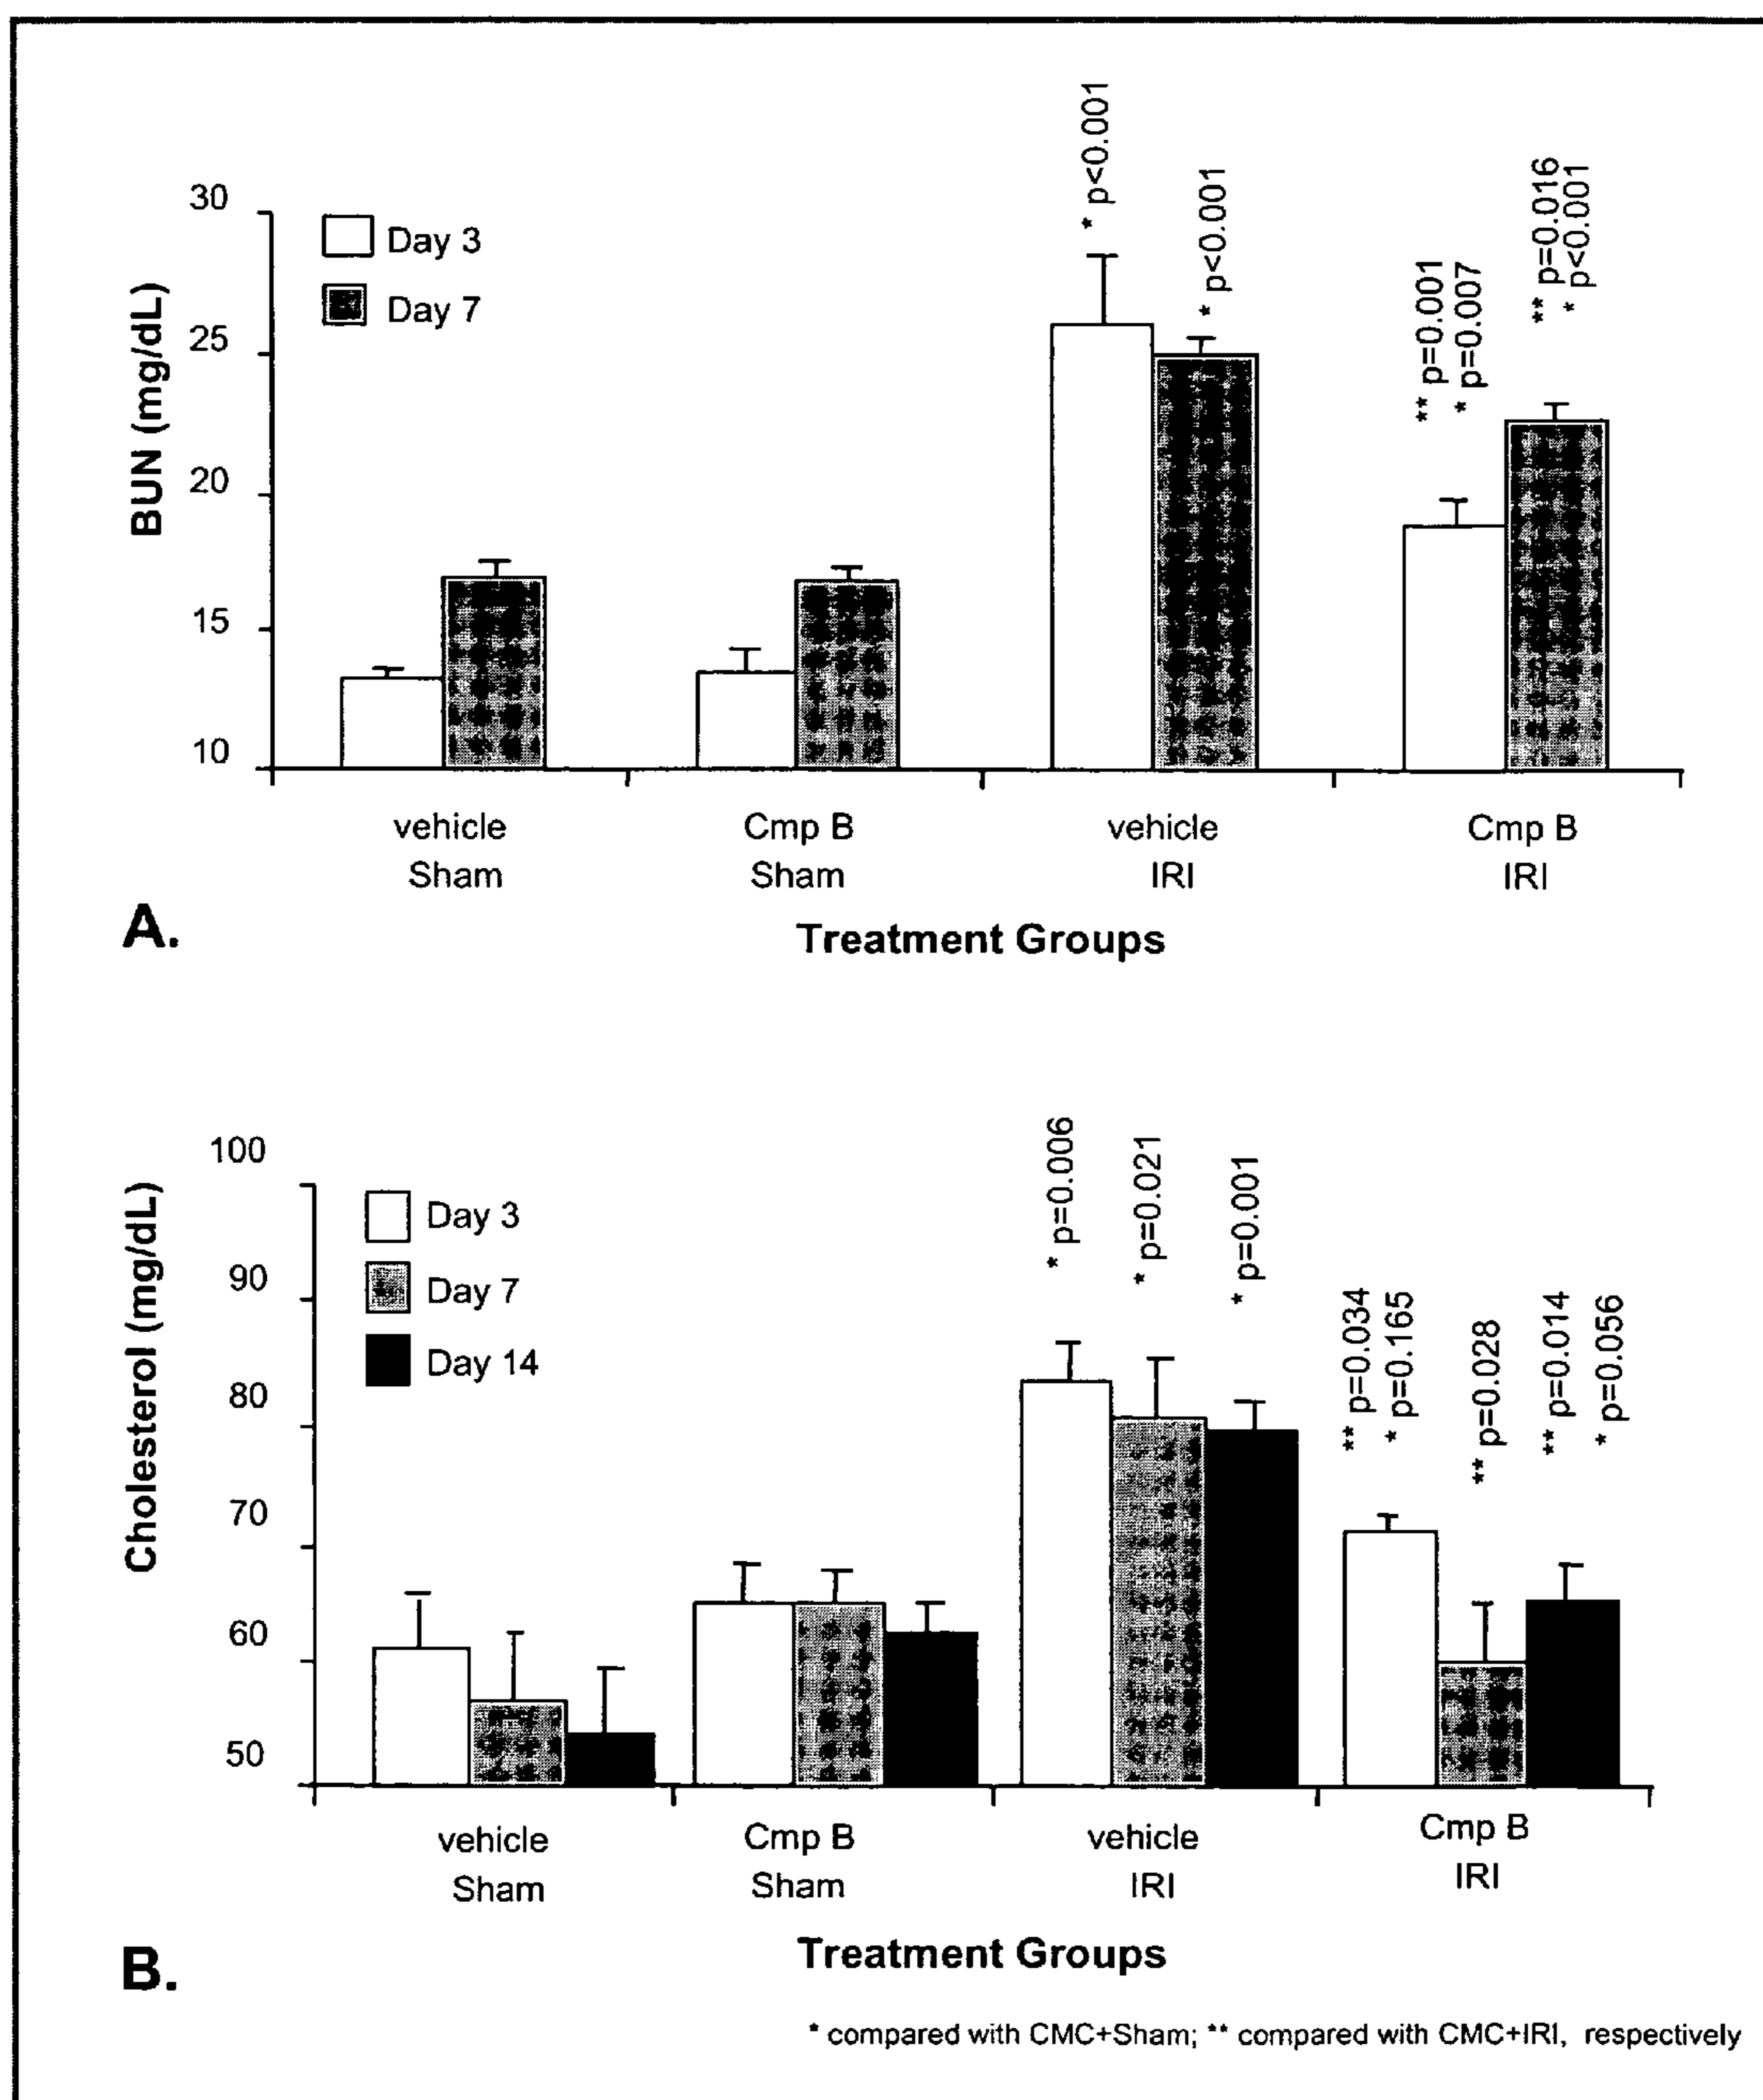 * p<0.001
* p<0.001
** p=0.016
* p<0.001
** p=0.001
* p=0.007
30
25
20
15
10
BUN (mg/dL)
Day 3
Day 7
vehicle Sham
Cmp B Sham
vehicle IRI
Cmp B IRI
A.
Treatment Groups
* p=0.006
* p=0.021
* p=0.001
** p=0.034
* p=0.165
** p=0.028
** p=0.014
* p=0.056
100
90
80
70
60
50
Cholesterol (mg/dL)
Day 3
Day 7
Day 14
vehicle Sham
Cmp B Sham
vehicle IRI
Cmp B IRI
Treatment Groups
B.
* compared with CMC+Sham; ** compared with CMC+IRI, respectively